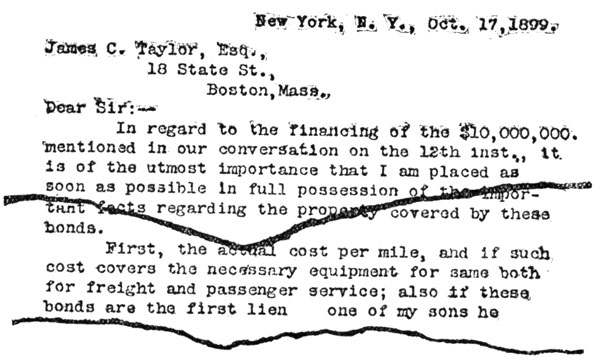 New York, N. Y., Oct. 17, 1899.
James C. Taylor, Esq.,
18 State St.,
Boston, Mass.,
Dear Sir:—
In regard to the financing of the $10,000,000.
mentioned in our conversation on the 12th inst., it
is of the utmost importance that I am placed as
soon as possible in full possession of the impor-
tant facts regarding the property covered by these
bonds.
First, the actual cost per mile, and if such
cost covers the necessary equipment for same both
for freight and passenger service; also if these
bonds are the first lien one of my sons he